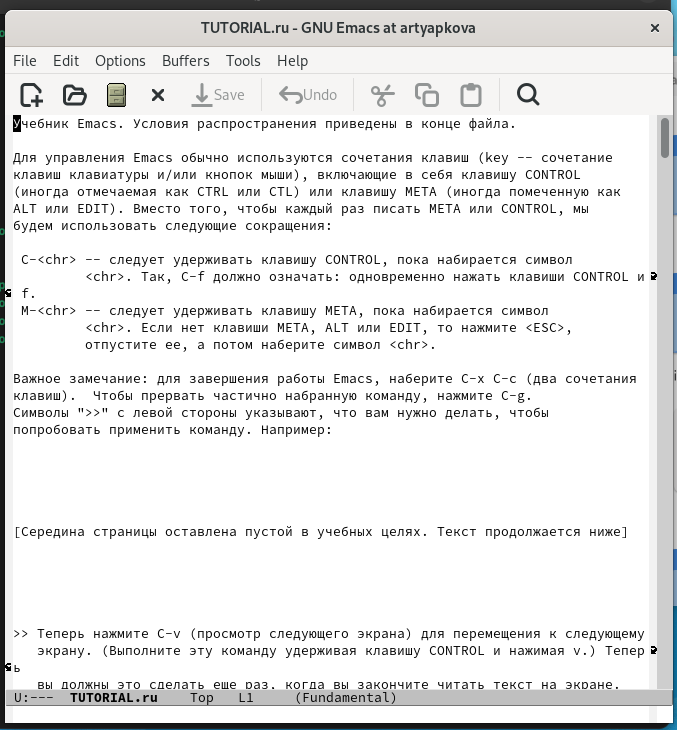 TUTORIAL.ru - GNU Emacs at artyapkova
File Edit Options Buffers Tools Help
Save Undo
Учебник Emacs. Условия распространения приведены в конце файла.
Для управления Emacs обычно используются сочетания клавиш (key -- сочетание
клавиш клавиатуры и/или кнопок мыши), включающие в себя клавишу CONTROL
(иногда отмечаемая как CTRL или CTL) или клавишу META (иногда помеченную как
ALT или EDIT). Вместо того, чтобы каждый раз писать META или CONTROL, мы
будем использовать следующие сокращения:
C-<chr> -- следует удерживать клавишу CONTROL, пока набирается символ
<chr>. Так, C-f должно означать: одновременно нажать клавиши CONTROL и
f.
M-<chr> -- следует удерживать клавишу META, пока набирается символ
<chr>. Если нет клавиши META, ALT или EDIT, то нажмите <ESC>,
отпустите ее, а потом наберите символ <chr>.
Важное замечание: для завершения работы Emacs, наберите C-x C-c (два сочетания
клавиш). Чтобы прервать частично набранную команду, нажмите C-g.
Символы ">>" с левой стороны указывают, что вам нужно делать, чтобы
попробовать применить команду. Например:
[Середина страницы оставлена пустой в учебных целях. Текст продолжается ниже]
>> Теперь нажмите C-v (просмотр следующего экрана) для перемещения к следующему
экрану. (Выполните эту команду удерживая клавишу CONTROL и нажимая v.) Тепер
ь
вы должны это сделать еще раз, когда вы закончите читать текст на экране.
U:--- TUTORIAL.ru Top L1 (Fundamental)